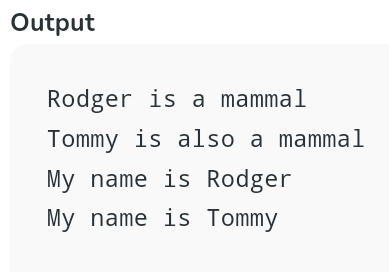 Output
Rodger is a mammal
Tommy is also a mammal
My name is Rodger
My name is Tommy